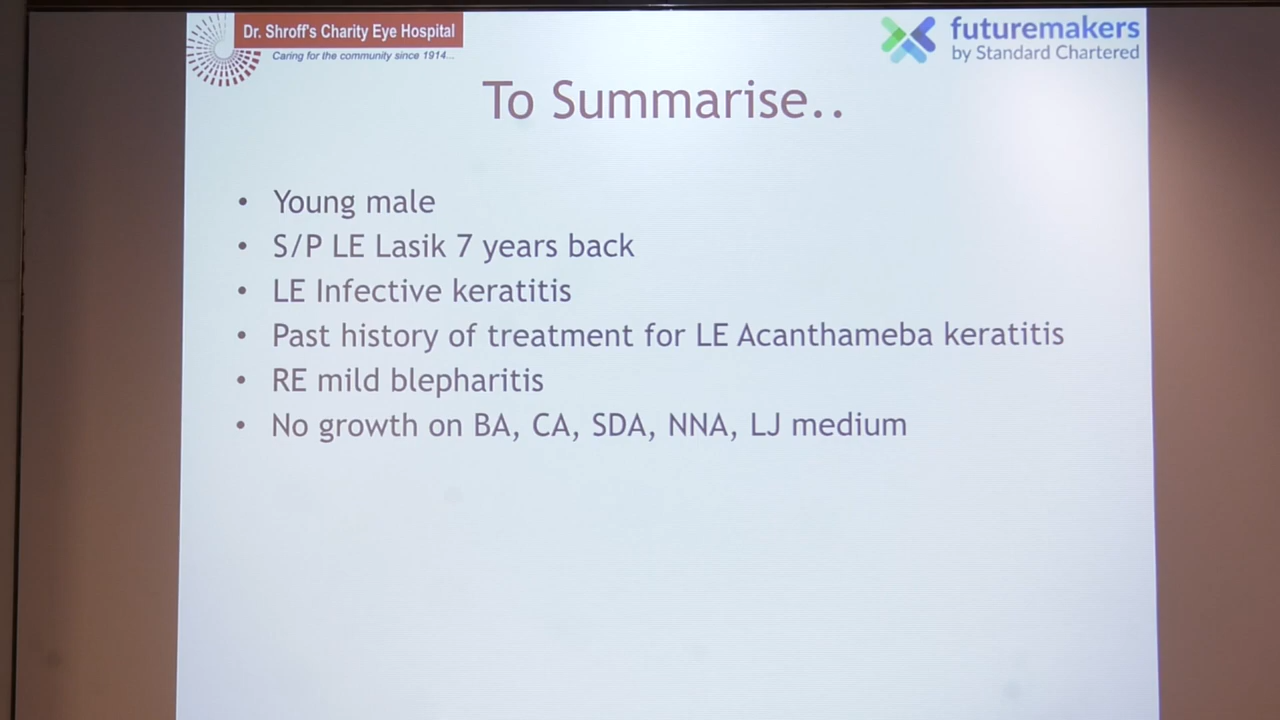 Dr. Shroff's Charity Eye Hospital
Caring for the community since 1914...
futuremakers
by Standard Chartered
To Summarise..
• Young male
• S/P LE Lasik 7 years back
• LE Infective keratitis
• Past history of treatment for LE Acanthameba keratitis
• RE mild blepharitis
• No growth on BA, CA, SDA, NNA, LJ medium